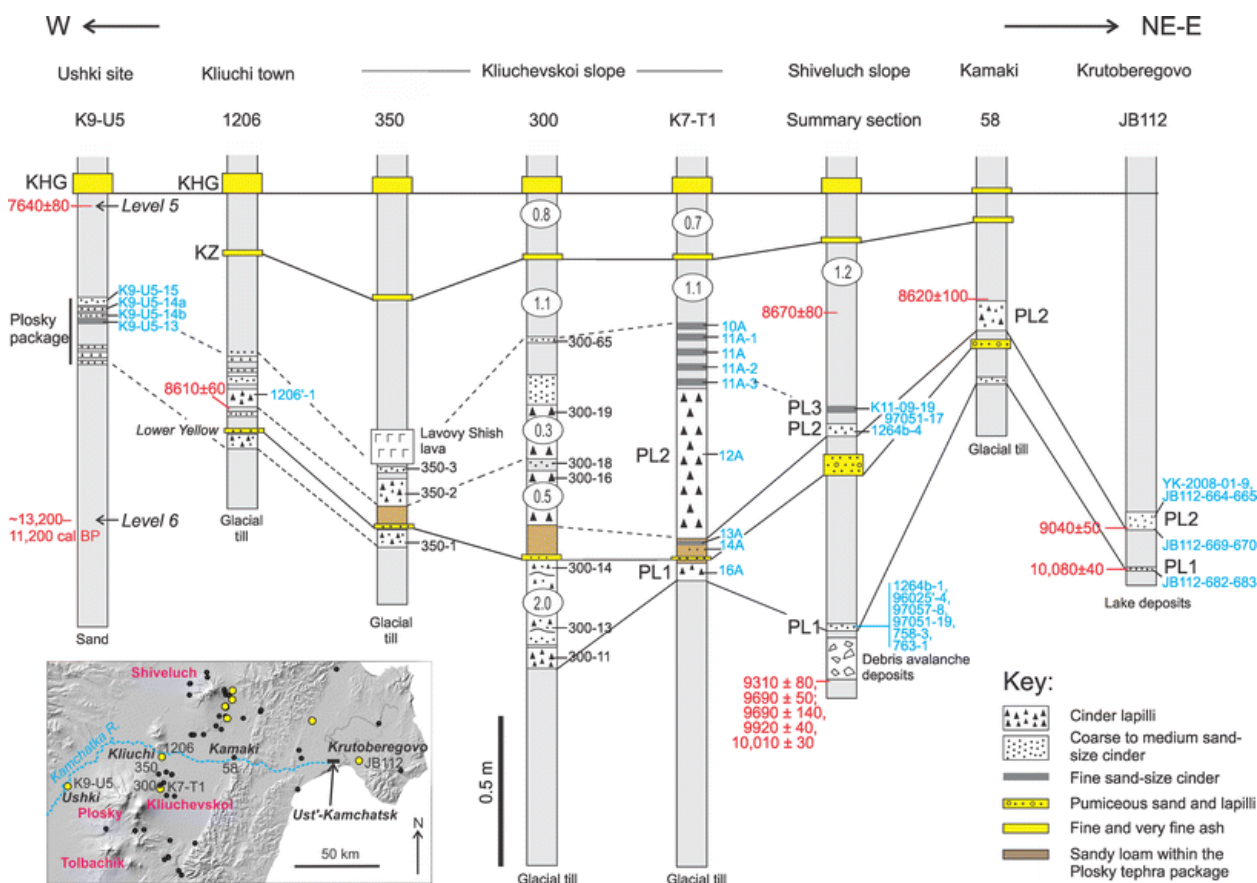 W
NE-E
Ushki site
Kliuchi town
Kliuchevskoi slope
Shiveluch slope
Kamaki
Krutoberegovo
K9-U5
1206
350
300
K7-T1
Summary section
58
JB112
KHG
KHG
7640±80
Level 5
0.8
0.7
KZ
1.2
1.1
1.1
K9-U5-15
K9-U5-14a
K9-U5-14b
K9-U5-13
Plosky
package
8670±80
8620±100
PL2
10A
11A-1
11A
11A-2
11A-3
300-65
8610±60
1206'-1
Lower Yellow
Lavovy Shish
lava
300-19
0.3
300-18
300-16
0.5
350-3
350-2
350-1
PL2
12A
PL3
PL2
K11-09-19
97051-17
1264b-4
Glacial till
~13,200
11,200 cal BP
Level 6
Glacial
till
13A
14A
PL1
16A
300-14
2.0
300-13
300-11
YK-2008-01-9,
JB112-664-665
PL2
9040±50
JB112-669-670
PL1
10,080±40
JB112-682-683
Lake deposits
Sand
Glacial
till
PL1
1264b-1,
96025'-4,
97057-8,
97051-19,
758-3,
763-1
Debris avalanche
deposits
9310 ± 80;
9690 ± 50;
9690 ± 140,
9920 ± 40,
10,010 ± 30
0.5 m
Glacial till
Glacial till
Shiveluch
Kamchatka R.
Kliuchi
1206
350
300
K7-T1
Kamaki
58
Krutoberegovo
JB112
K9-U5
Ushki
Kliuchevskoi
Plosky
Tolbachik
Ust'-Kamchatsk
50 km
N
Key:
Cinder lapilli
Coarse to medium sand-
size cinder
Fine sand-size cinder
Pumiceous sand and lapilli
Fine and very fine ash
Sandy loam within the
Plosky tephra package